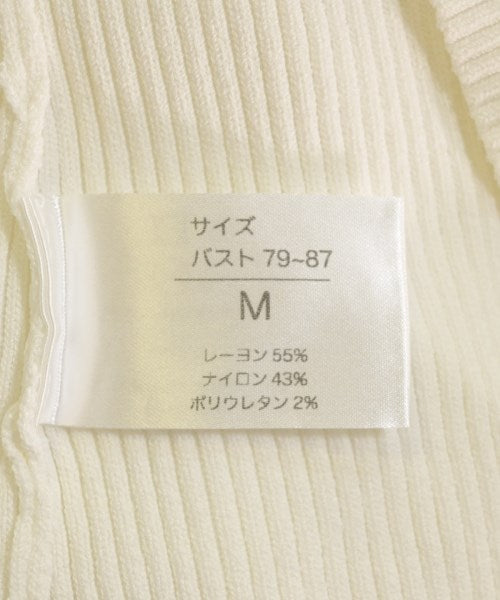 サイズ
バスト 79~87
M
レーヨン 55%
ナイロン 43%
ポリウレタン 2%